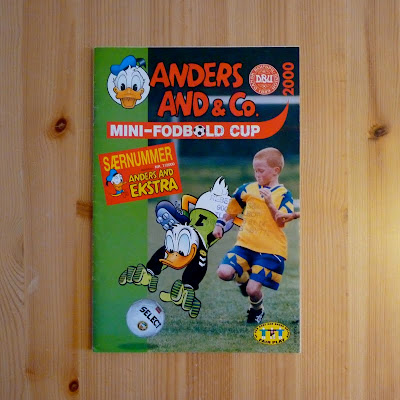 ANDERS
AND & Co.
DBU
2000
MINI-FODBOLD CUP
SÆRNUMMER
ANDERS AND
EKSTRA
SELECT